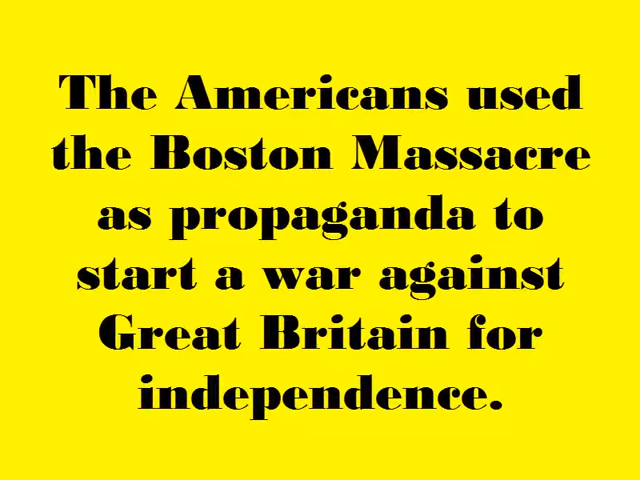 The Americans used
the Boston Massacre
as propaganda to
start a war against
Great Britain for
independence.